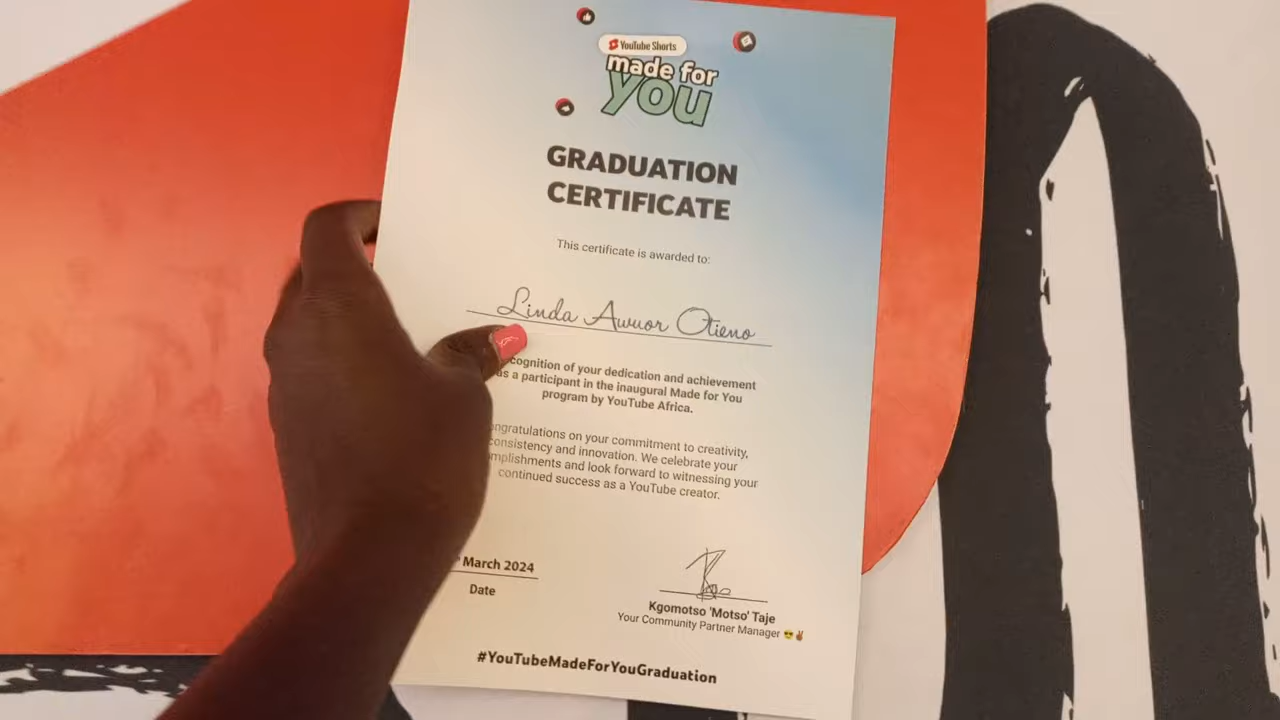 YouTube Shorts
made for
you
GRADUATION
CERTIFICATE
This certificate is awarded to:
Linda Awuor Otieno
of your dedication and achievement
as a participant in the inaugural Made for You
program by YouTube Africa.
on your commitment to creativity,
consistency and innovation. We celebrate your
and look forward to witnessing your
continued success as a YouTube creator.
March 2024
Date
Kgomotso 'Motso' Taje
Your Community Partner Manager 😎✌🏾
#YouTubeMadeForYouGraduation